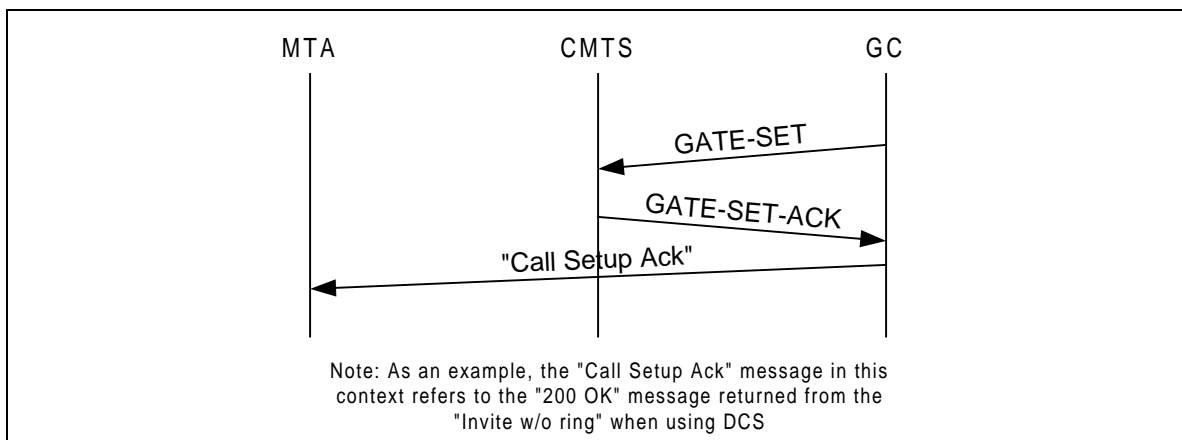 MTA CMTS GC
GATE-SET
GATE-SET-ACK
"Call Setup Ack"
Note: As an example, the "Call Setup Ack" message in this
context refers to the "200 OK" message returned from the
"Invite w/o ring" when using DCS